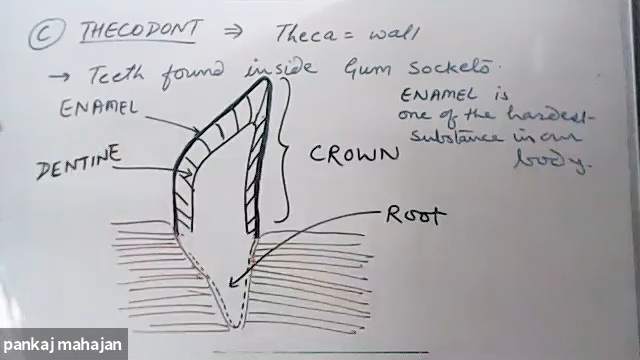 C THECODONT ⇒ Theca = wall
→ Teeth found inside Gum Sockets.
ENAMEL
ENAMEL is
one of the hardest
substance in our
body.
DENTINE
CROWN
Root
pankaj mahajan